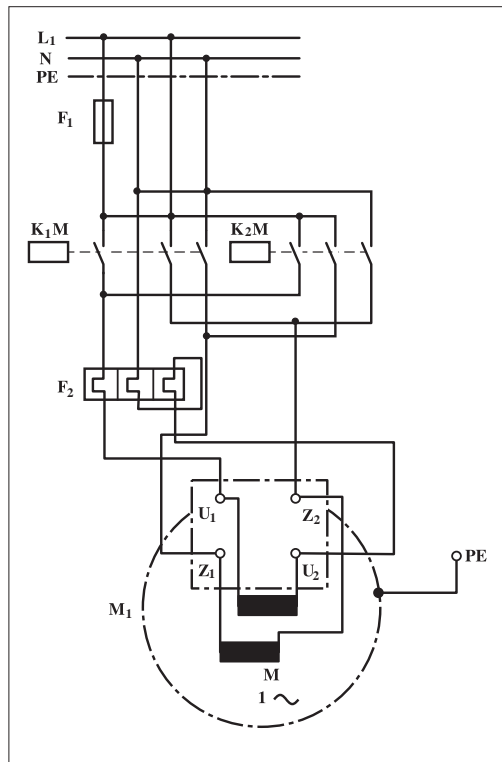 L₁
N
PE
F₁
K₁M K₂M
F₂
U₁ Z₂
Z₁ U₂ PE
M₁
M
1 ∼